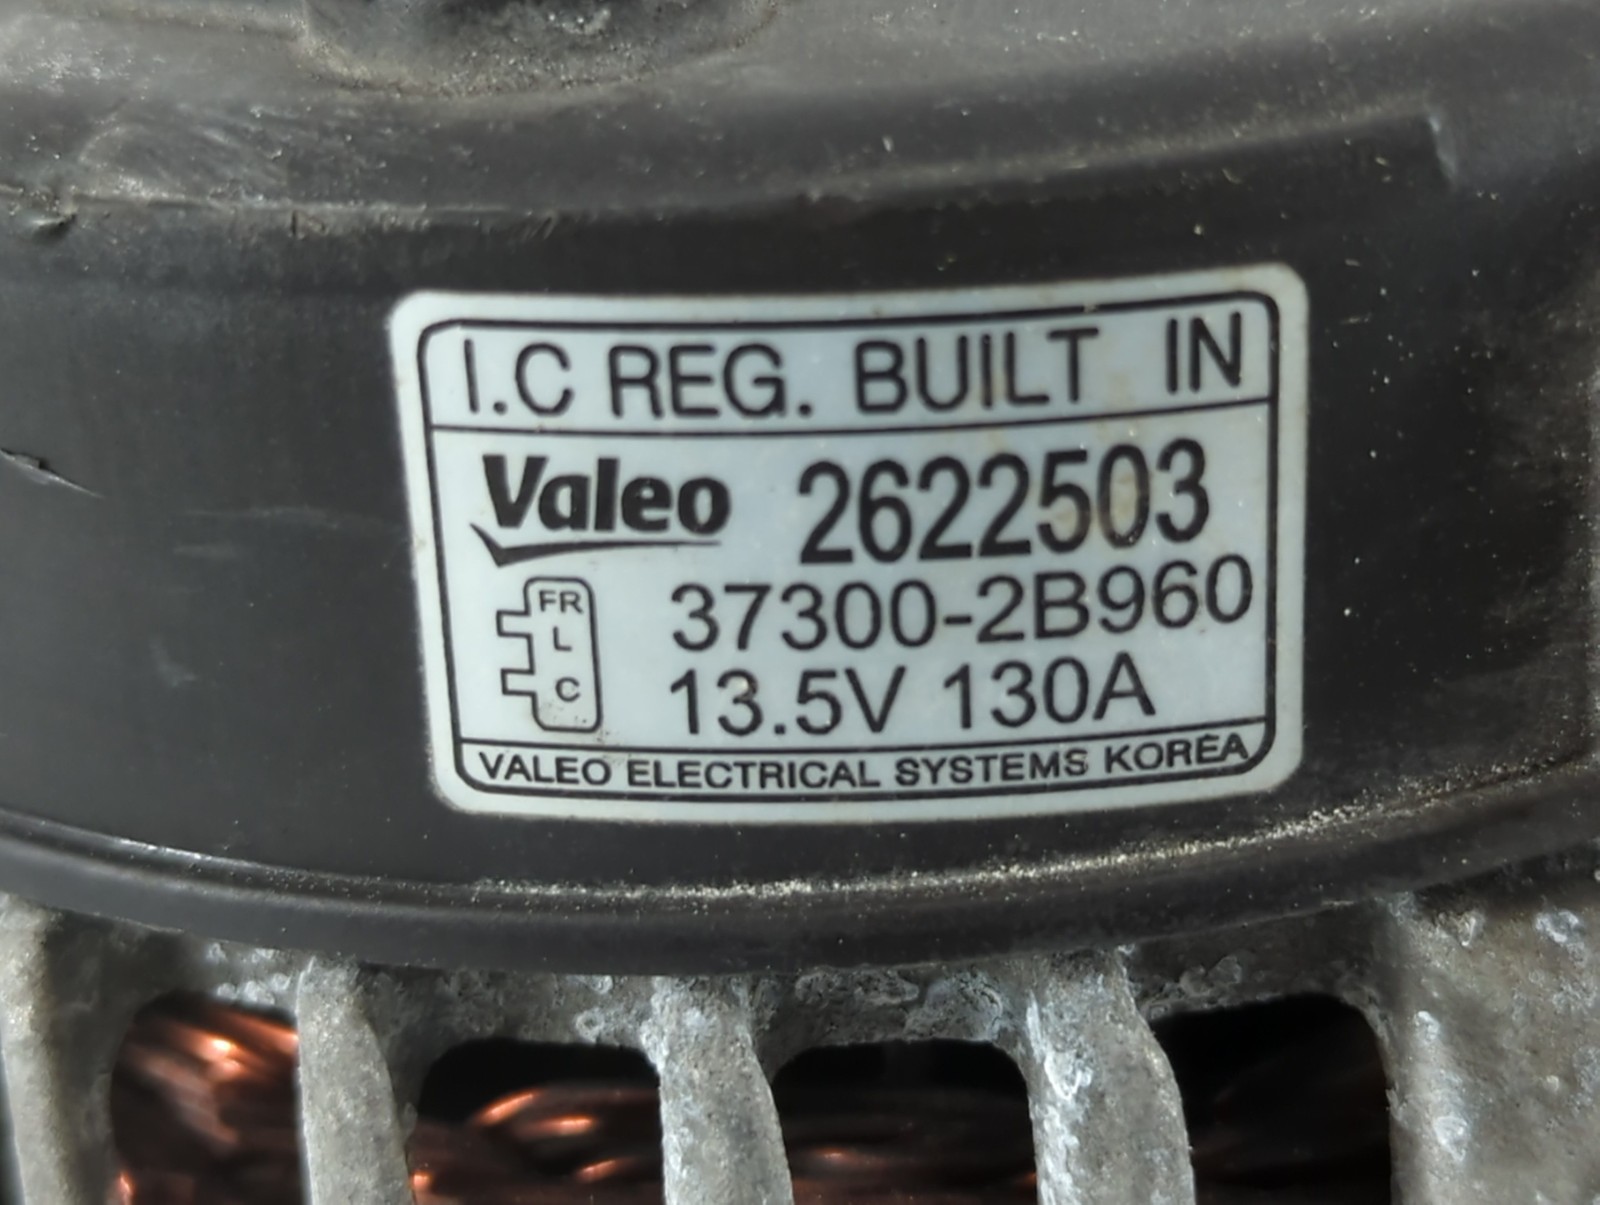 I.C REG. BUILT IN
Valeo 2622503
FR 37300-2B960
L
C 13.5V 130A
VALEO ELECTRICAL SYSTEMS KOREA